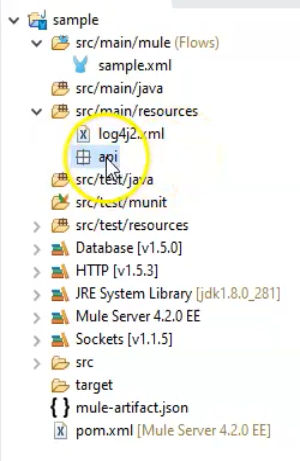 sample
src/main/mule (Flows)
sample.xml
src/main/java
src/main/resources
log4j2.xml
api
src/test/java
src/test/munit
src/test/resources
Database [v1.5.0]
HTTP [v1.5.3]
JRE System Library [jdk1.8.0_281]
Mule Server 4.2.0 EE
Sockets [v1.1.5]
src
target
mule-artifact.json
pom.xml [Mule Server 4.2.0 EE]